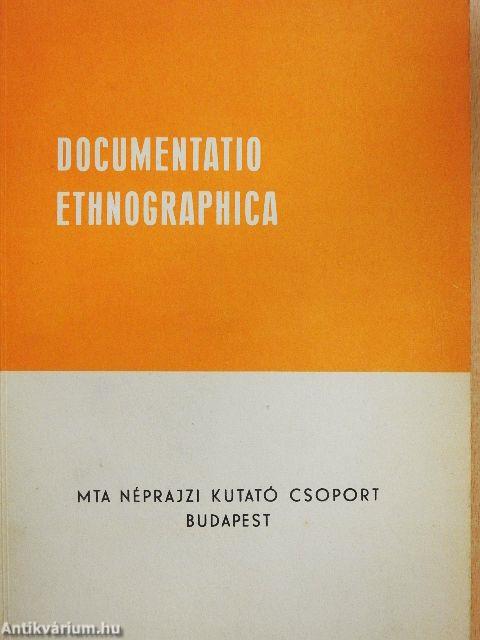 DOCUMENTATIO
ETHNOGRAPHICA
MTA NÉPRAJZI KUTATÓ CSOPORT
BUDAPEST
Antikvárium.hu